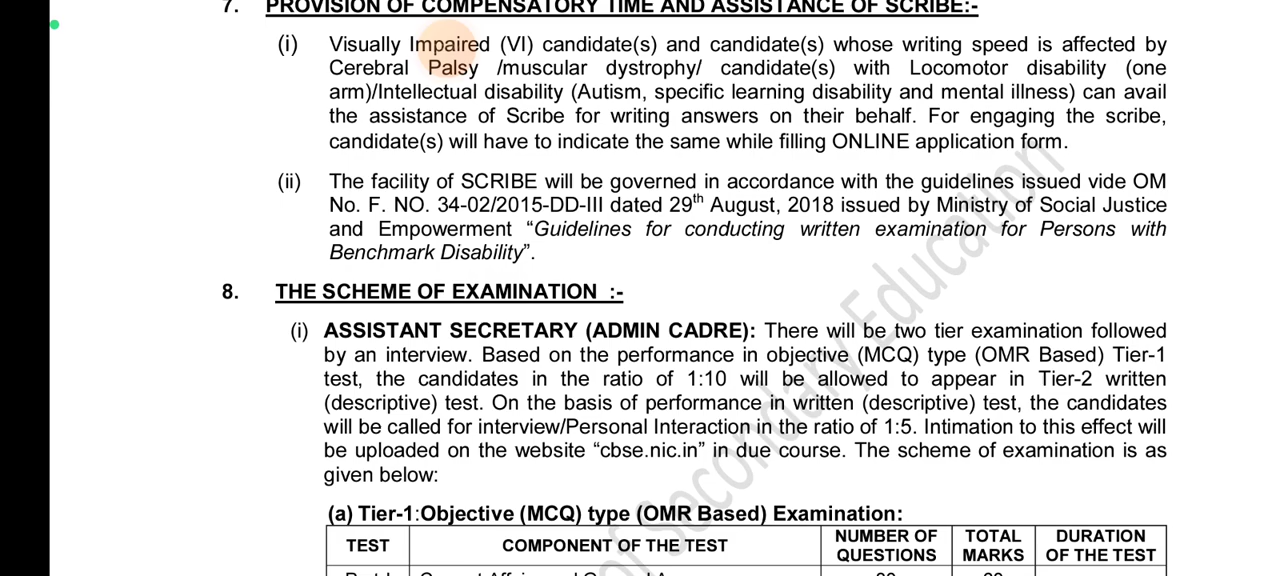 7. PROVISION OF COMPENSATORY TIME AND ASSISTANCE OF SCRIBE:-
(i) Visually Impaired (VI) candidate(s) and candidate(s) whose writing speed is affected by
Cerebral Palsy /muscular dystrophy/ candidate(s) with Locomotor disability (one
arm)/Intellectual disability (Autism, specific learning disability and mental illness) can avail
the assistance of Scribe for writing answers on their behalf. For engaging the scribe,
candidate(s) will have to indicate the same while filling ONLINE application form.
(ii) The facility of SCRIBE will be governed in accordance with the guidelines issued vide OM
No. F. NO. 34-02/2015-DD-III dated 29th August, 2018 issued by Ministry of Social Justice
and Empowerment “Guidelines for conducting written examination for Persons with
Benchmark Disability”.
8. THE SCHEME OF EXAMINATION :-
(i) ASSISTANT SECRETARY (ADMIN CADRE): There will be two tier examination followed
by an interview. Based on the performance in objective (MCQ) type (OMR Based) Tier-1
test, the candidates in the ratio of 1:10 will be allowed to appear in Tier-2 written
(descriptive) test. On the basis of performance in written (descriptive) test, the candidates
will be called for interview/Personal Interaction in the ratio of 1:5. Intimation to this effect will
be uploaded on the website “cbse.nic.in” in due course. The scheme of examination is as
given below:
(a) Tier-1:Objective (MCQ) type (OMR Based) Examination:
TEST COMPONENT OF THE TEST NUMBER OF QUESTIONS TOTAL MARKS DURATION OF THE TEST
of Secondary Education